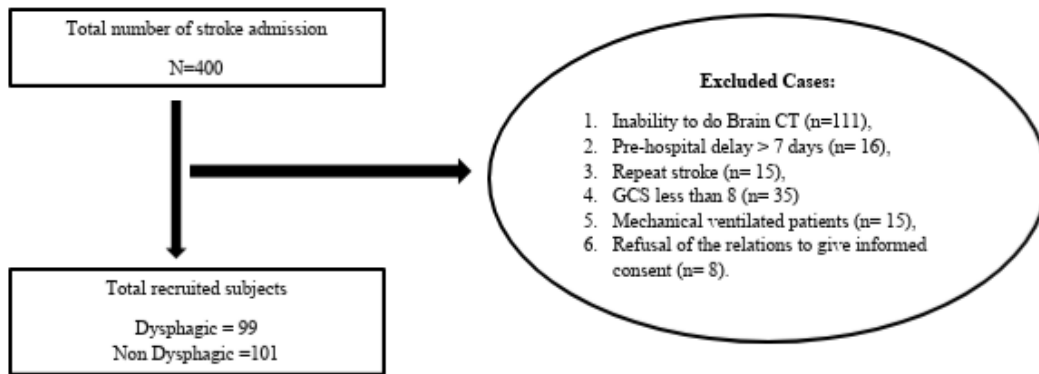 Total number of stroke admission
N=400
Excluded Cases:
1. Inability to do Brain CT (n=111),
2. Pre-hospital delay > 7 days (n= 16),
3. Repeat stroke (n= 15),
4. GCS less than 8 (n= 35)
5. Mechanical ventilated patients (n= 15),
6. Refusal of the relations to give informed
consent (n= 8).
Total recruited subjects
Dysphagic = 99
Non Dysphagic =101